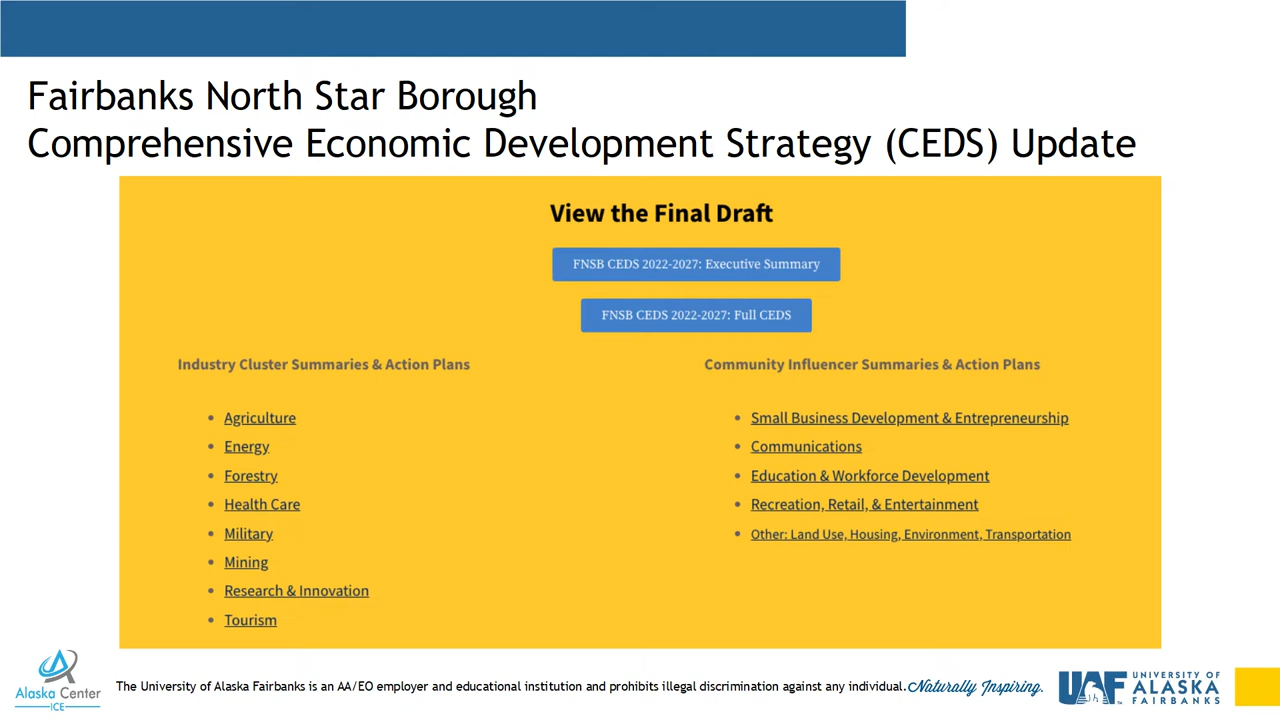 Fairbanks North Star Borough
Comprehensive Economic Development Strategy (CEDS) Update
View the Final Draft
FNSB CEDS 2022-2027: Executive Summary
FNSB CEDS 2022-2027: Full CEDS
Industry Cluster Summaries & Action Plans
• Agriculture
• Energy
• Forestry
• Health Care
• Military
• Mining
• Research & Innovation
• Tourism
Community Influencer Summaries & Action Plans
• Small Business Development & Entrepreneurship
• Communications
• Education & Workforce Development
• Recreation, Retail, & Entertainment
• Other: Land Use, Housing, Environment, Transportation
Alaska Center
ICE
The University of Alaska Fairbanks is an AA/EO employer and educational institution and prohibits illegal discrimination against any individual.
Naturally Inspiring.
UAF
UNIVERSITY OF
ALASKA
FAIRBANKS